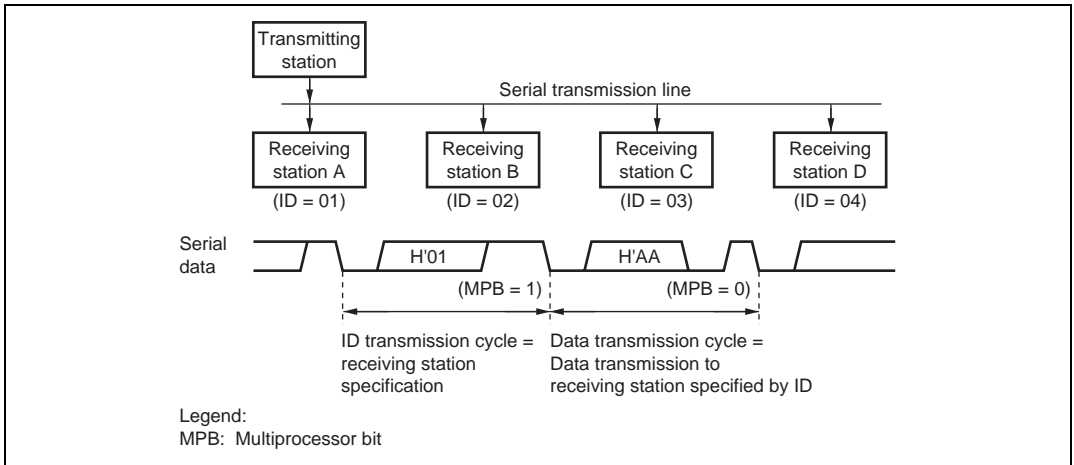 Transmitting
station
Serial transmission line
Receiving
station A
(ID = 01)
Receiving
station B
(ID = 02)
Receiving
station C
(ID = 03)
Receiving
station D
(ID = 04)
Serial
data
H'01
H'AA
(MPB = 1)
(MPB = 0)
ID transmission cycle =
receiving station
specification
Data transmission cycle =
Data transmission to
receiving station specified by ID
Legend:
MPB: Multiprocessor bit